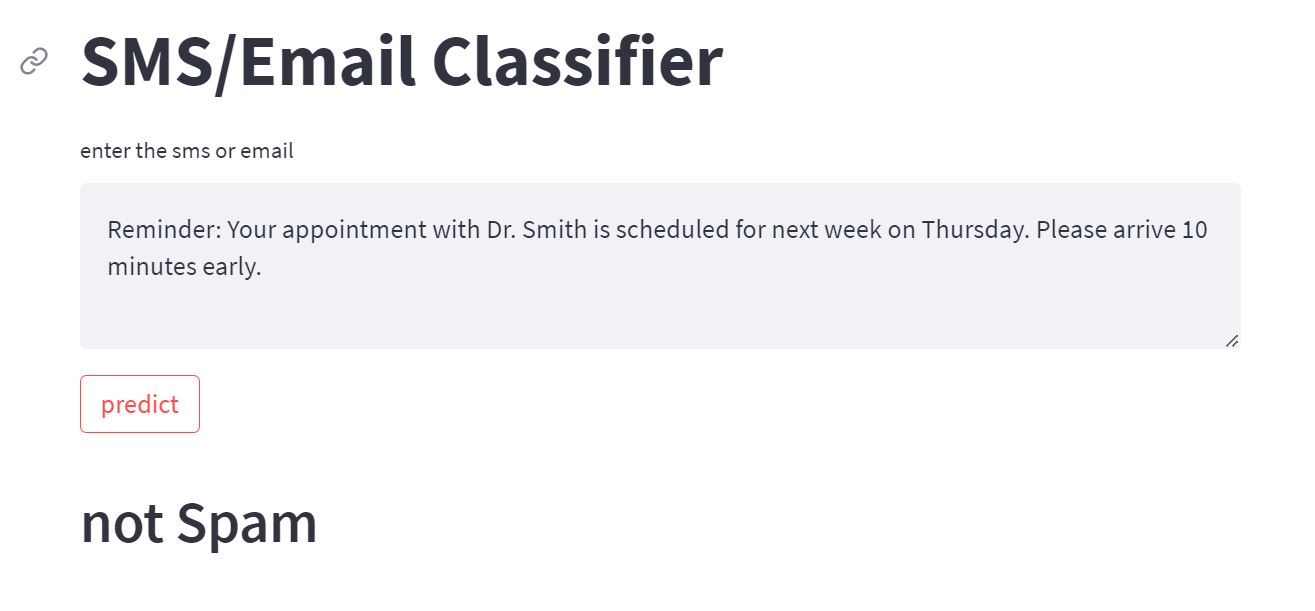 SMS/Email Classifier
enter the sms or email
Reminder: Your appointment with Dr. Smith is scheduled for next week on Thursday. Please arrive 10
minutes early.
predict
not Spam